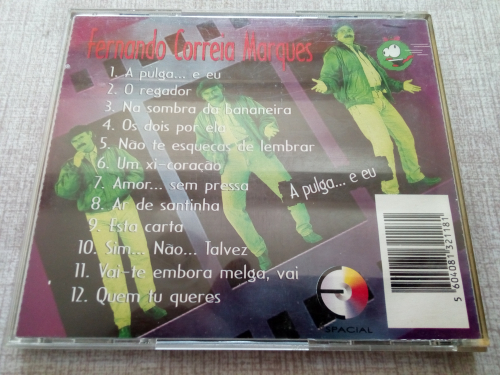 Fernando Correia Marques
1. A pulga... e eu
2. O regador
3. Na sombra da bananeira
4. Os dois por ela
5. Não te esqueças de lembrar
6. Um xi-coração
7. Amor... sem pressa
8. Ar de santinha
9. Esta carta
10. Sim... Não... Talvez
11. Vai-te embora melga, vai
12. Quem tu queres
A pulga... e eu
5 604081 321181
SPACIAL